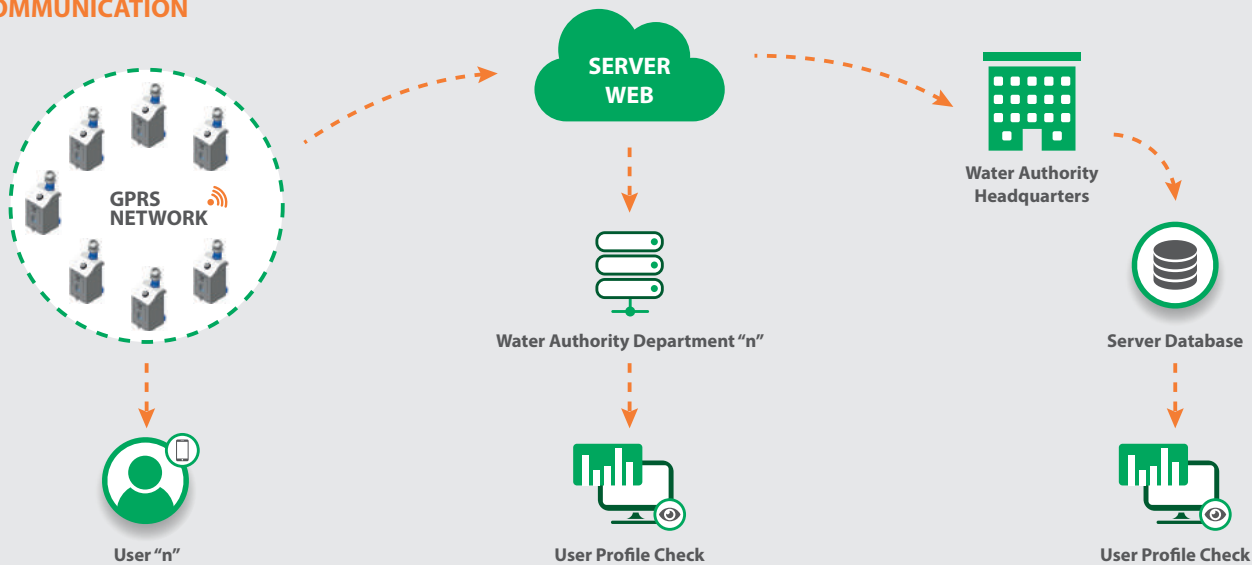 OMMUNICATION
SERVER
WEB
GPRS
NETWORK
Water Authority
Headquarters
Water Authority Department “n”
Server Database
User “n”
User Profile Check
User Profile Check